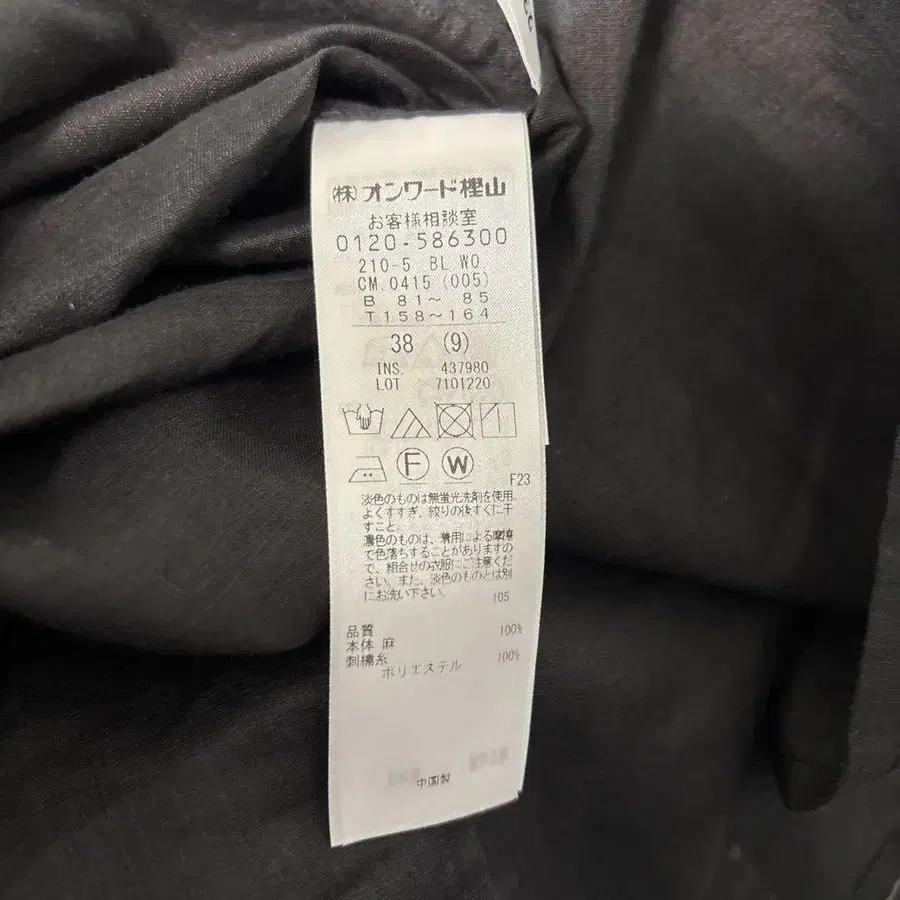 (株)オンワード樫山
お客様相談室
0120-586300
210-5 BL WO
CM.0415 (005)
B 81～ 85
T158～164
38 (9)
INS. 437980
LOT 7101220
F W
F23
淡色のものは無蛍光洗剤を使用、
よくすすぎ、絞りの後すぐに干
すこと。
濃色のものは、着用による摩擦
で色落ちすることがありますの
で、組合せの衣服にご注意くだ
さい。また、淡色のものとは別
にお洗い下さい。
105
品質
本体 麻 100%
刺繍糸
ポリエステル 100%
中国製